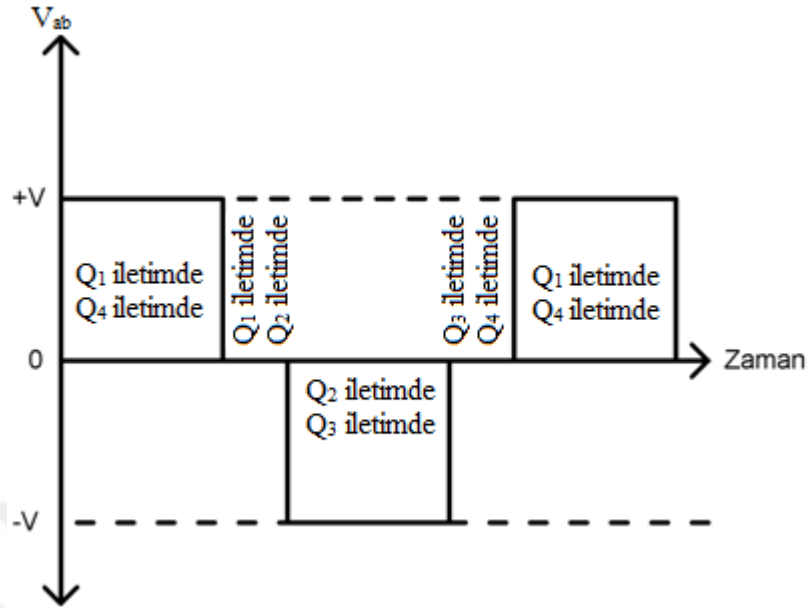 Vab
+V
Q1 iletimde
Q4 iletimde
Q1 iletimde
Q2 iletimde
Q3 iletimde
Q4 iletimde
Q1 iletimde
Q4 iletimde
0
Zaman
Q2 iletimde
Q3 iletimde
-V